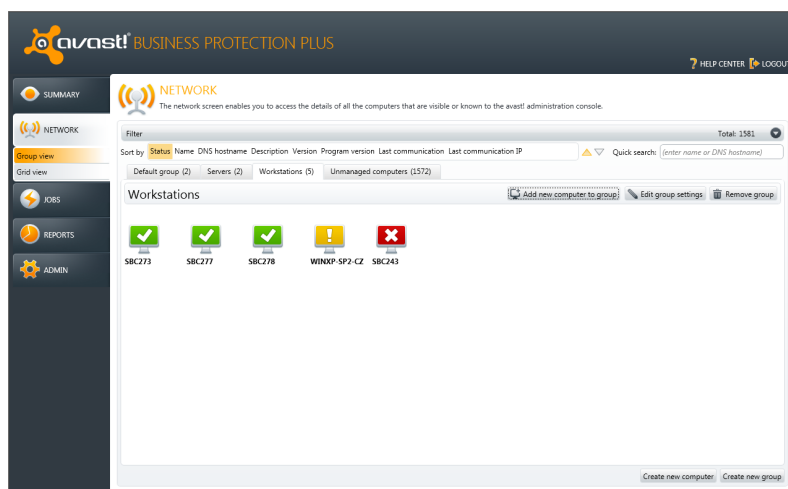 avast! BUSINESS PROTECTION PLUS
? HELP CENTER LOGOU
SUMMARY
NETWORK
Group view
Grid view
JOBS
REPORTS
ADMIN
NETWORK
The network screen enables you to access the details of all the computers that are visible or known to the avast! administration console.
Filter Total: 1581
Sort by Status Name DNS hostname Description Version Program version Last communication Last communication IP Quick search: (enter name or DNS hostname)
Default group (2) Servers (2) Workstations (5) Unmanaged computers (1572)
Workstations Add new computer to group Edit group settings Remove group
SBC273 SBC277 SBC278 WINXP-SP2-CZ SBC243
Create new computer Create new group